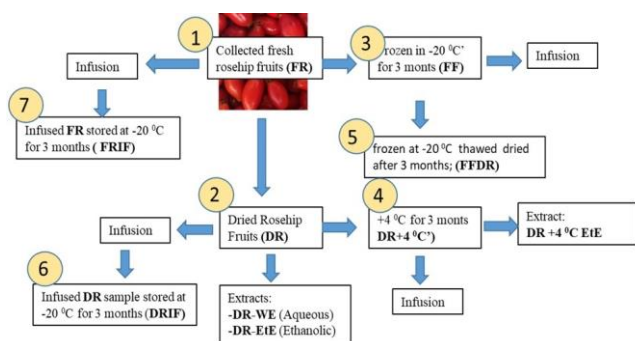 1
Collected fresh
rosehip fruits (FR)
3
Frozen in -20 ⁰C'
for 3 monts (FF)
Infusion
Infusion
7
Infused FR stored at -20 ⁰C
for 3 months ( FRIF)
5
frozen at -20 ⁰C thawed dried
after 3 months; (FFDR)
2
Dried Rosehip
Fruits (DR)
4
+4 ⁰C for 3 monts
DR+4 ⁰C')
Extract:
DR +4 ⁰C EtE
Infusion
6
Infused DR sample stored at
-20 ⁰C for 3 months (DRIF)
Extracts:
-DR-WE (Aqueous)
-DR-EtE (Ethanolic)
Infusion